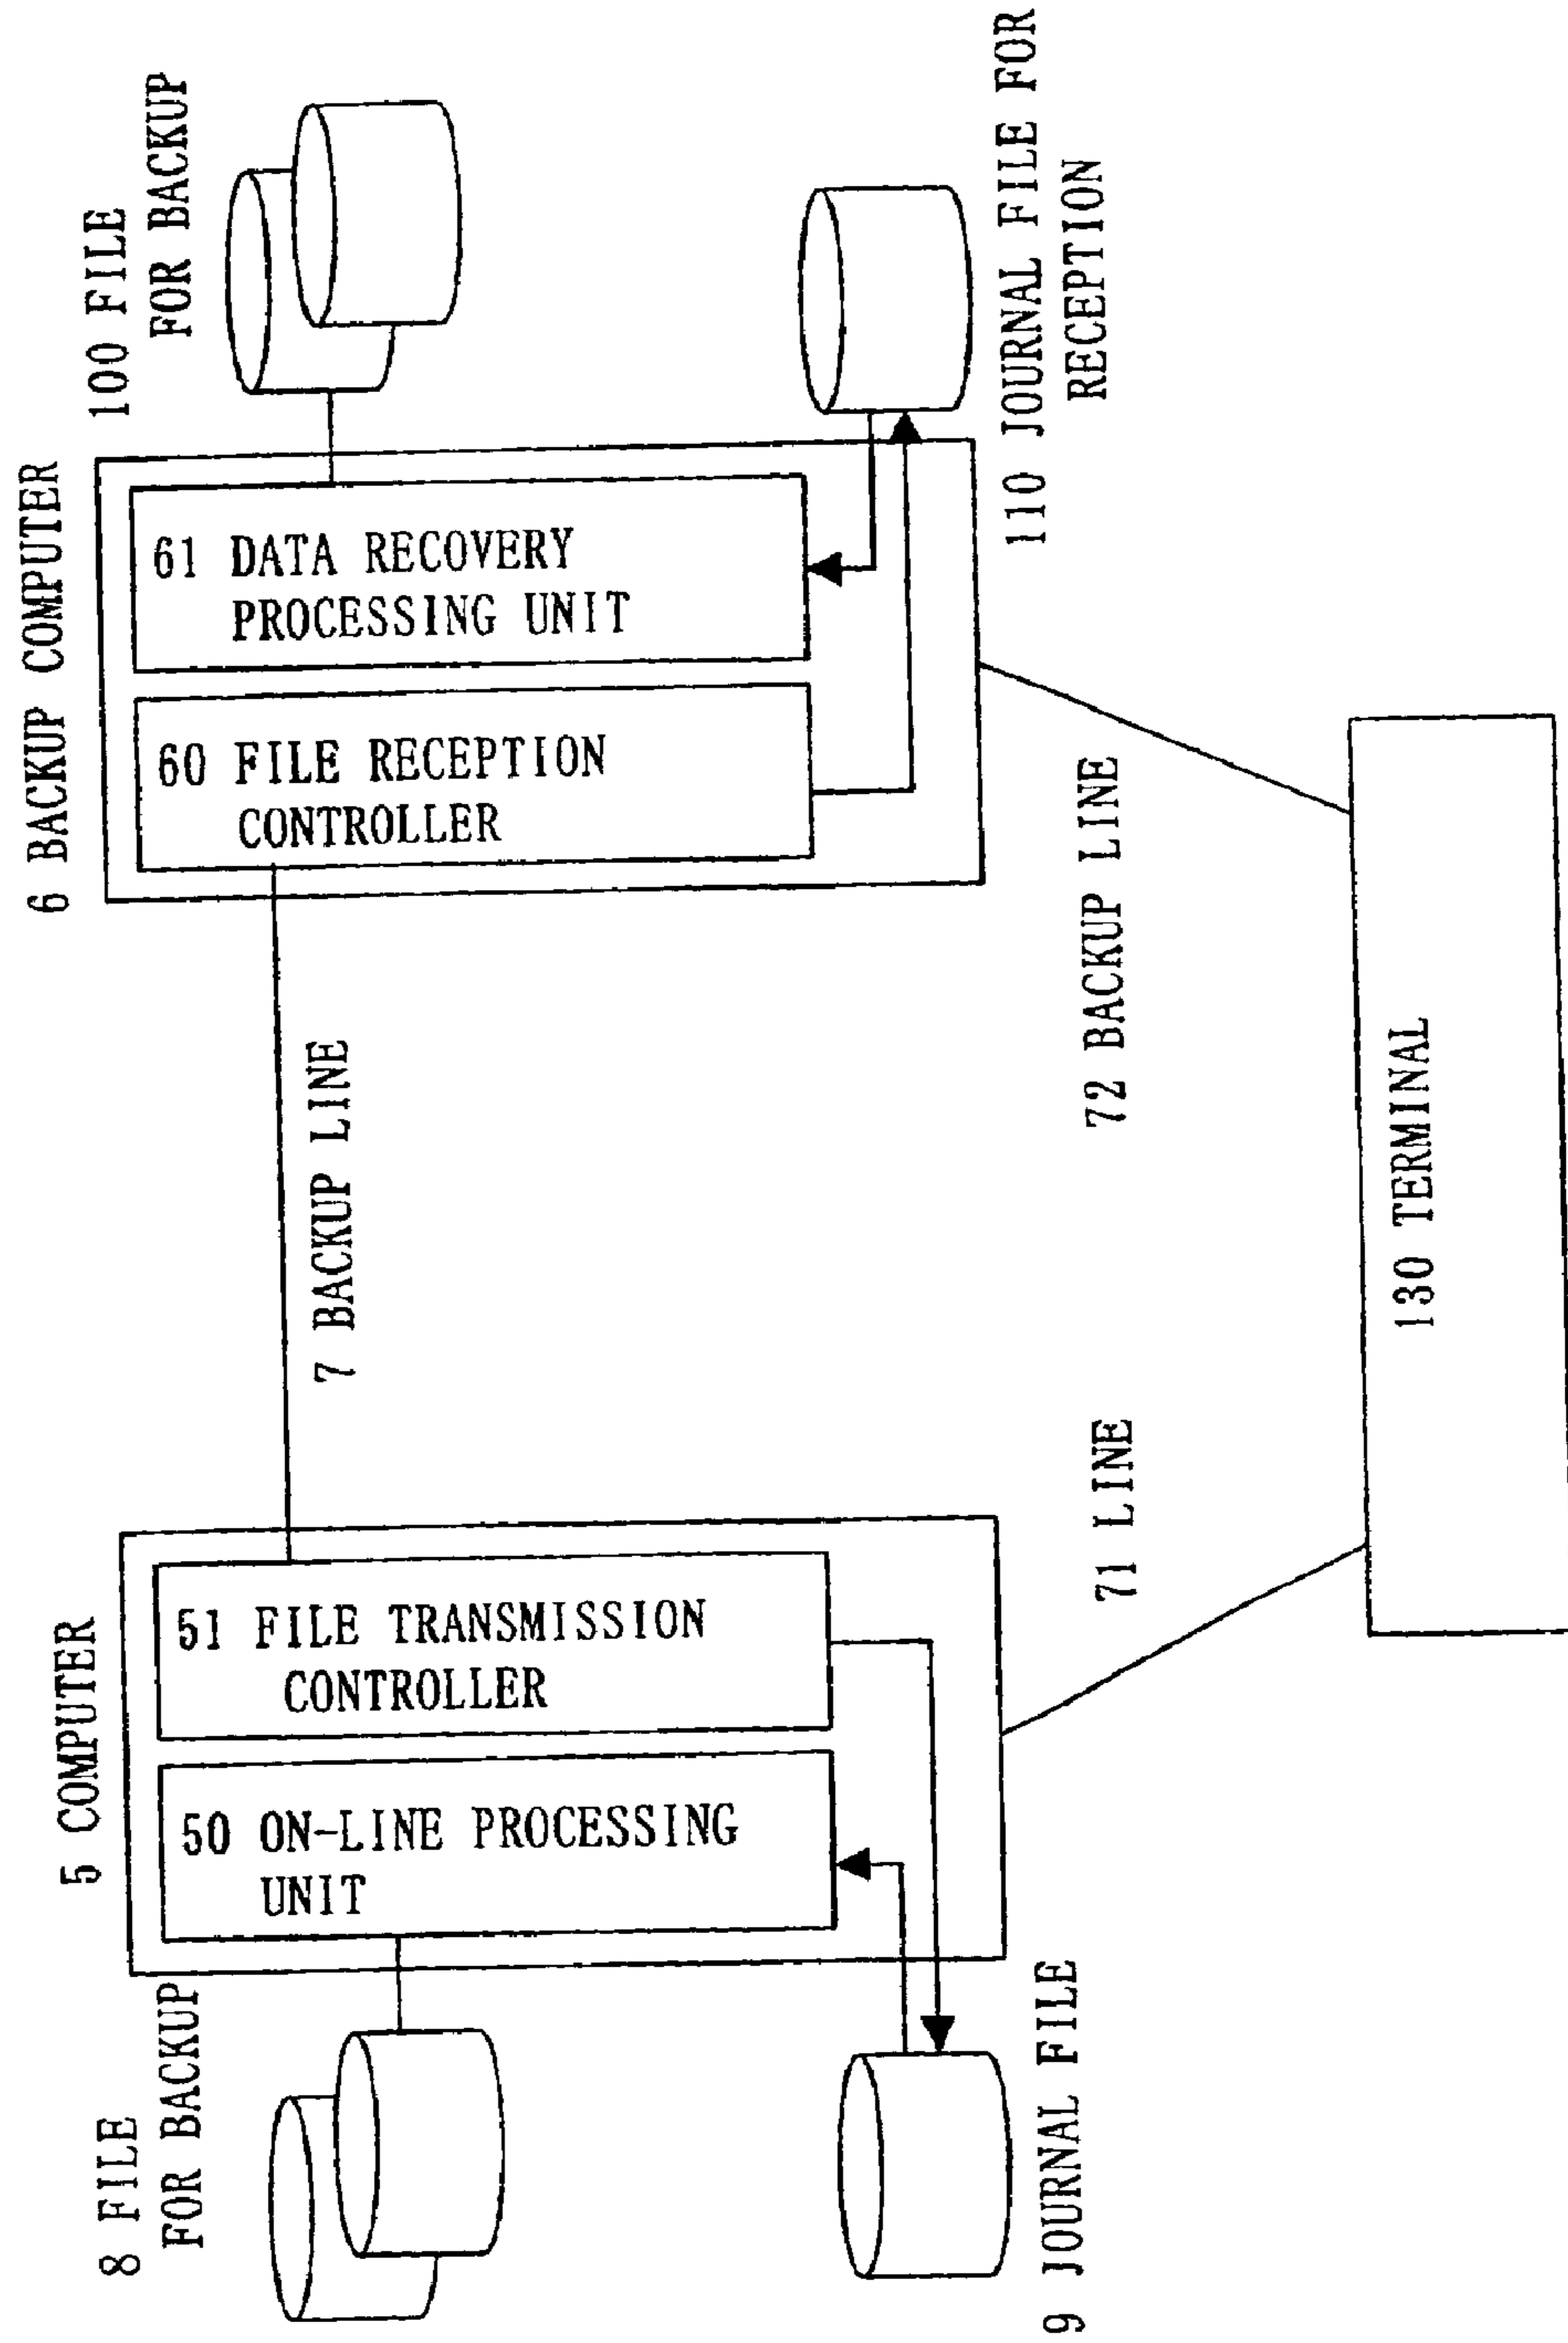 5 COMPUTER
6 BACKUP COMPUTER
8 FILE
FOR BACKUP
50 ON-LINE PROCESSING
UNIT
51 FILE TRANSMISSION
CONTROLLER
7 BACKUP LINE
60 FILE RECEPTION
CONTROLLER
61 DATA RECOVERY
PROCESSING UNIT
100 FILE
FOR BACKUP
9 JOURNAL FILE
110 JOURNAL FILE FOR
RECEPTION
71 LINE
72 BACKUP LINE
130 TERMINAL